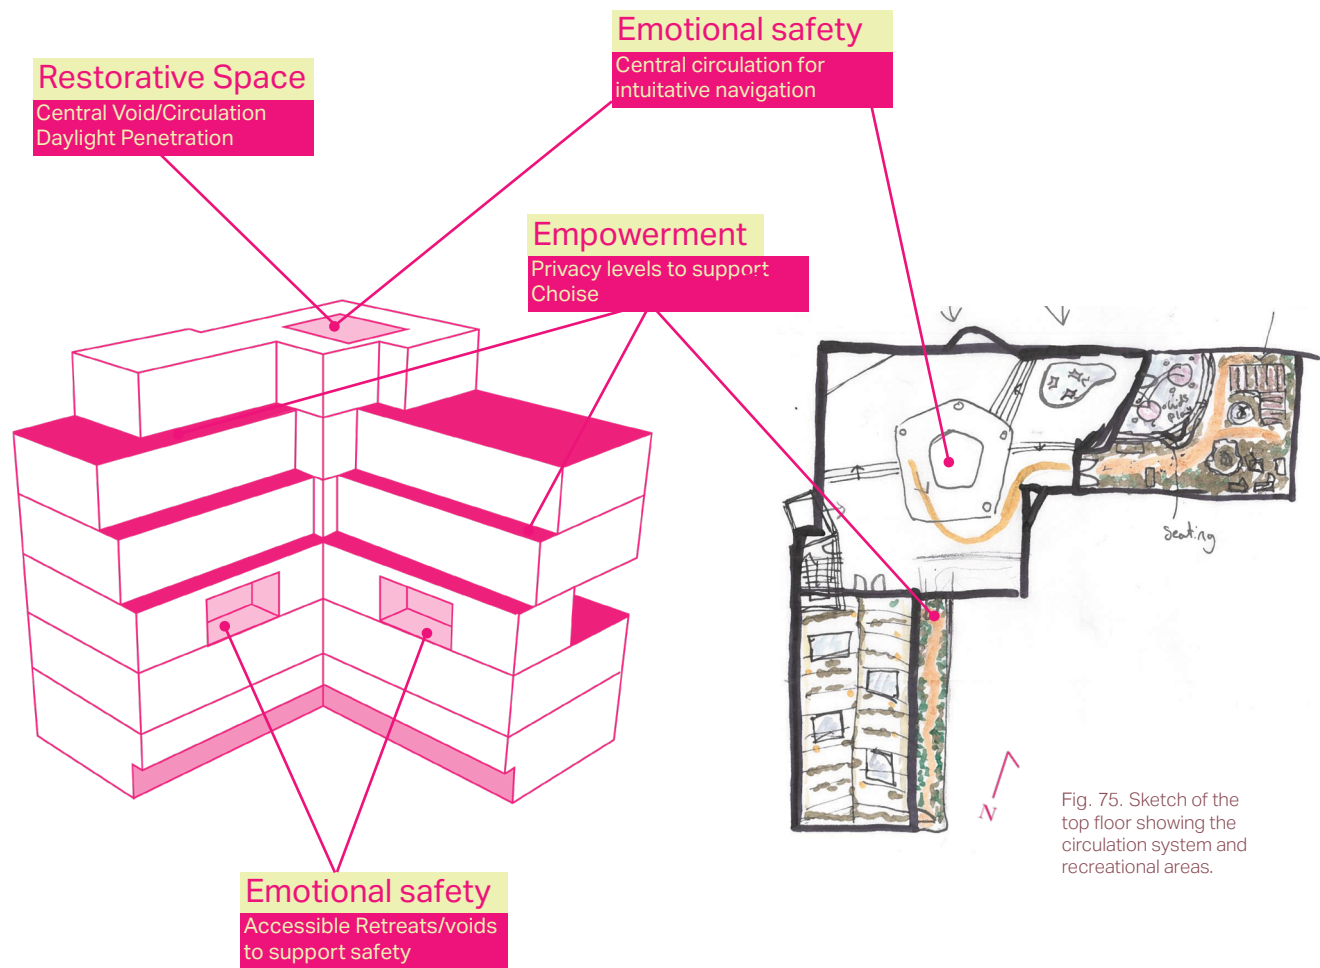 Emotional safety
Central circulation for
intuitative navigation
Restorative Space
Central Void/Circulation
Daylight Penetration
Empowerment
Privacy levels to support
Choise
Kids
Play
Seating
N
Fig. 75. Sketch of the
top floor showing the
circulation system and
recreational areas.
Emotional safety
Accessible Retreats/voids
to support safety